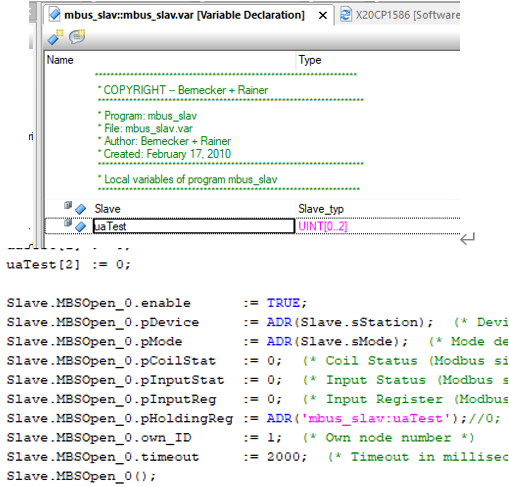 mbus_slav::mbus_slav.var [Variable Declaration] X20CP1586 [Software
Name Type
* COPYRIGHT -- Bernecker + Rainer
* Program: mbus_slav
* File: mbus_slav.var
* Author: Bernecker + Rainer
* Created: February 17, 2010
* Local variables of program mbus_slav
Slave Slave_typ
uaTest UINT[0..2]
uaTest[2] := 0;
Slave.MBSOpen_0.enable := TRUE;
Slave.MBSOpen_0.pDevice := ADR(Slave.sStation); (* Devi
Slave.MBSOpen_0.pMode := ADR(Slave.sMode); (* Mode de
Slave.MBSOpen_0.pCoilStat := 0; (* Coil Status (Modbus si
Slave.MBSOpen_0.pInputStat := 0; (* Input Status (Modbus s
Slave.MBSOpen_0.pInputReg := 0; (* Input Register (Modbus
Slave.MBSOpen_0.pHoldingReg := ADR('mbus_slav:uaTest');//0;
Slave.MBSOpen_0.own_ID := 1; (* Own node number *)
Slave.MBSOpen_0.timeout := 2000; (* Timeout in millisec
Slave.MBSOpen_0();